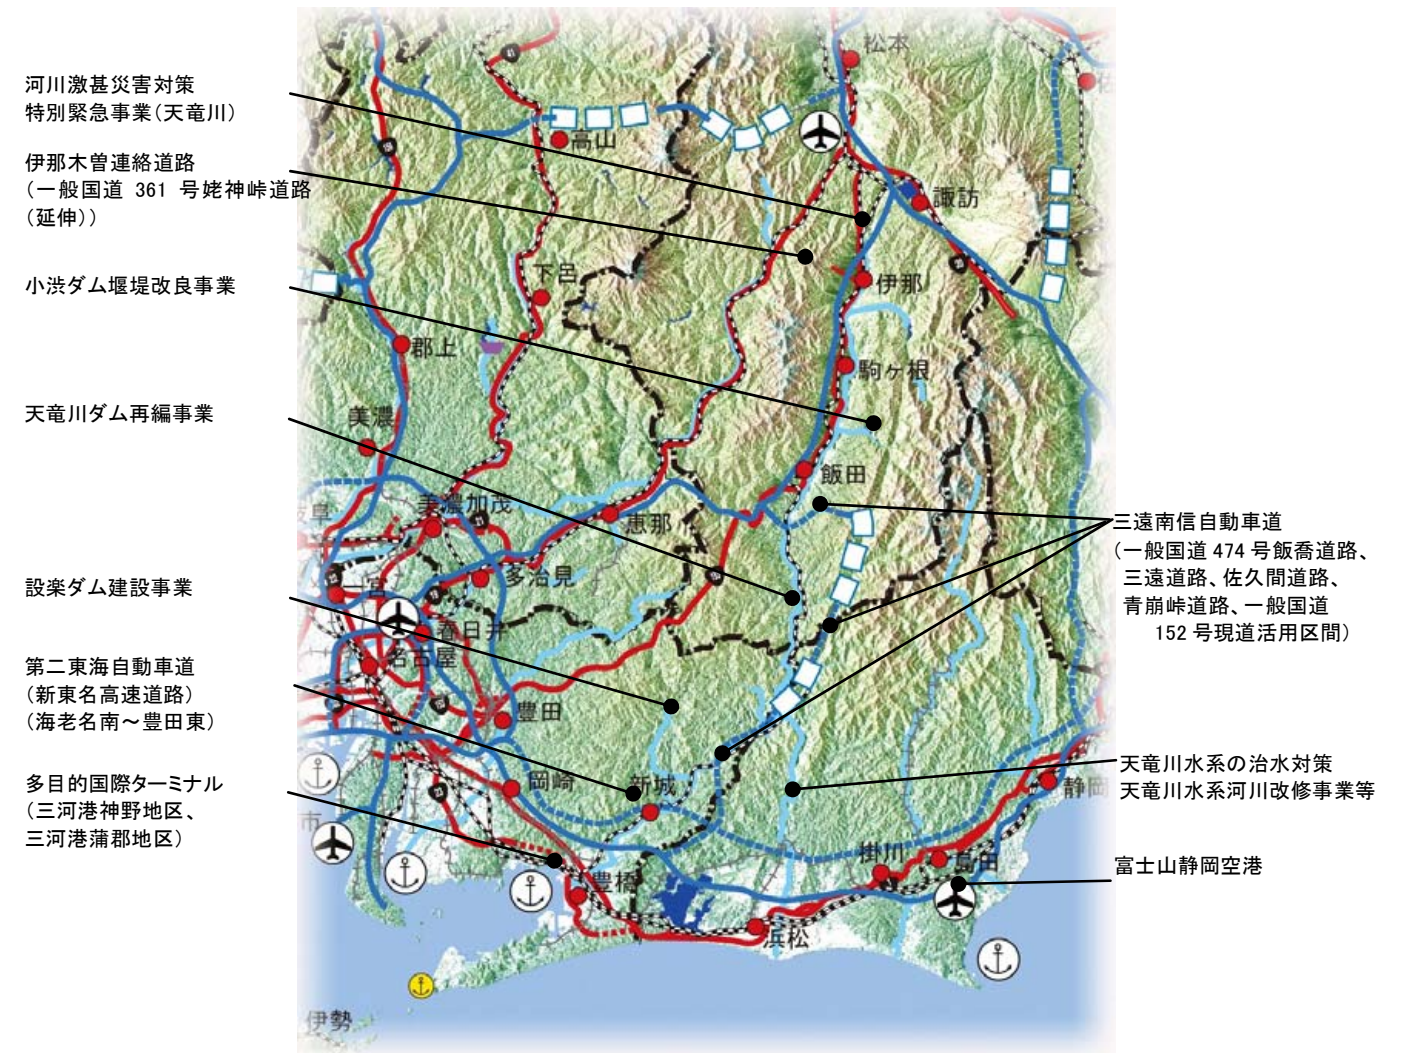 河川激甚災害対策
特別緊急事業(天竜川)
伊那木曽連絡道路
(一般国道 361 号姥神峠道路
(延伸))
小渋ダム堰堤改良事業
天竜川ダム再編事業
設楽ダム建設事業
第二東海自動車道
(新東名高速道路)
(海老名南～豊田東)
多目的国際ターミナル
(三河港神野地区、
三河港蒲郡地区)
松本
高山
諏訪
下呂
伊那
郡上
駒ヶ根
美濃
飯田
美濃加茂
岐阜
恵那
多治見
一宮
春日井
名古屋
豊田
岡崎
新城
静岡
市
掛川
島田
豊橋
浜松
伊勢
三遠南信自動車道
(一般国道 474 号飯喬道路、
三遠道路、佐久間道路、
青崩峠道路、一般国道
152 号現道活用区間)
天竜川水系の治水対策
天竜川水系河川改修事業等
富士山静岡空港